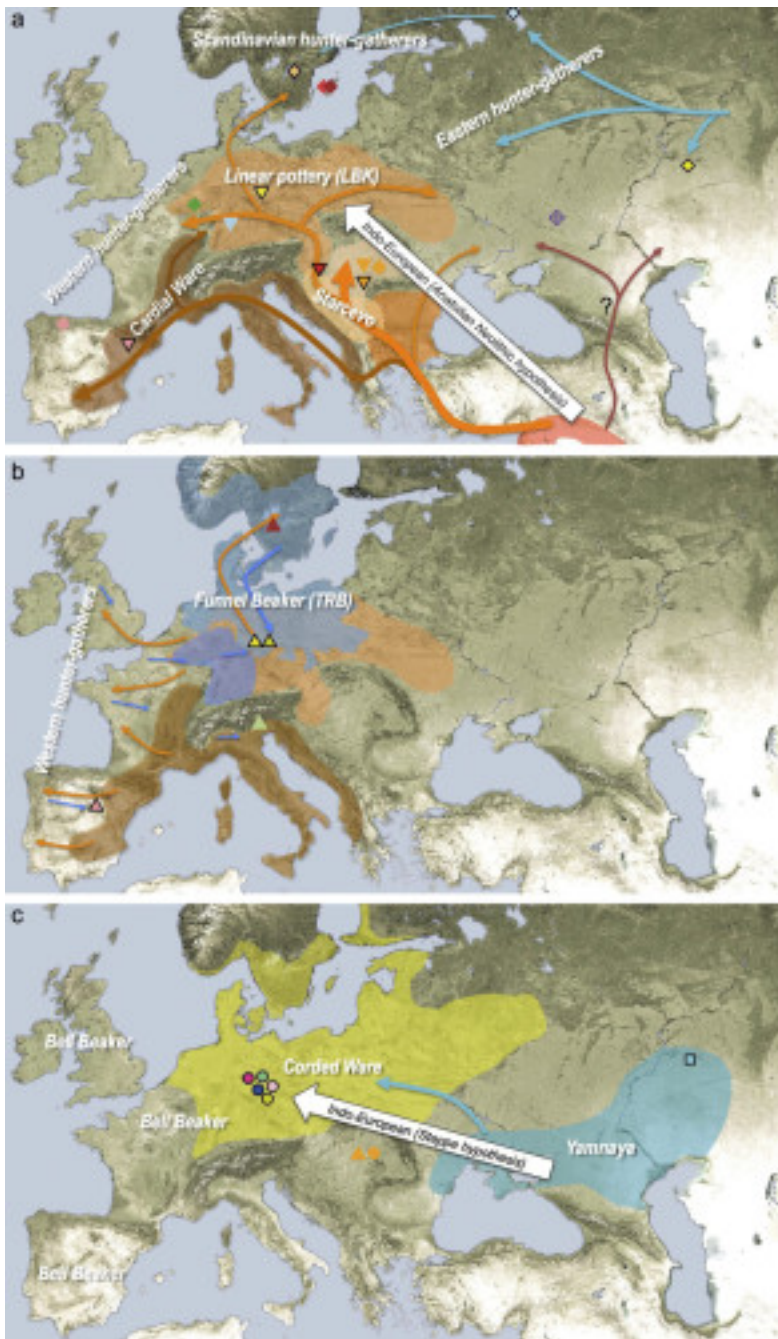 a
Scandinavian hunter-gatherers
Eastern hunter-gatherers
Western hunter-gatherers
Linear pottery (LBK)
Cardial Ware
Starcevo
Indo-European (Anatolian Neolithic hypothesis)
?
b
Funnel Beaker (TRB)
Western hunter-gatherers
c
Bell Beaker
Corded Ware
Bell Beaker
Indo-European (Steppe hypothesis)
Yamnaya
Bell Beaker